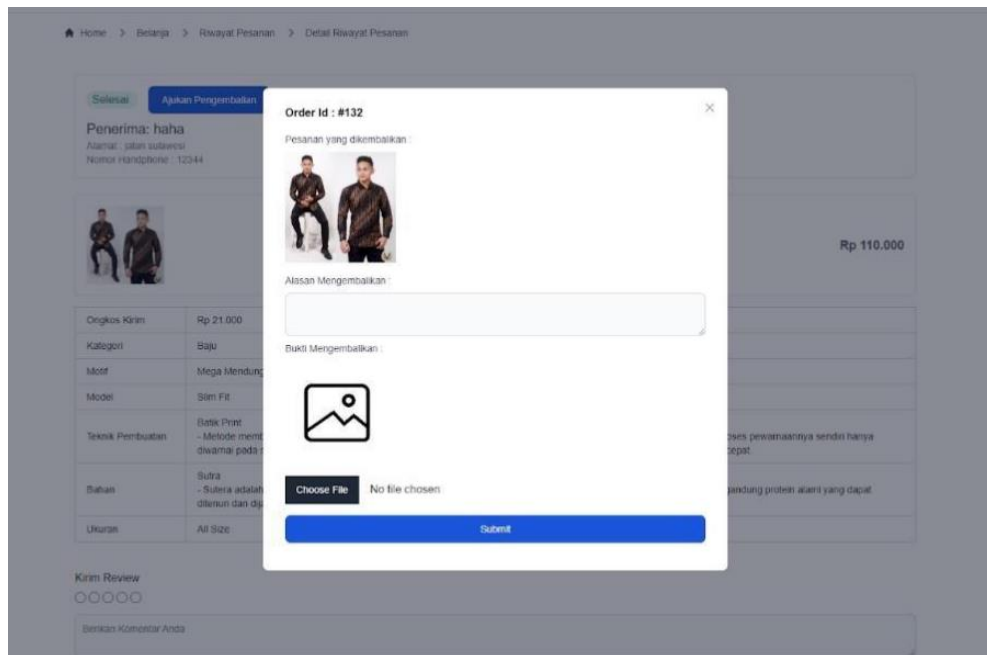 Home > Belanja > Riwayat Pesanan > Detail Riwayat Pesanan
Selesai
Ajukan Pengembalian
Penerima: haha
Alamat : jalan sulawesi
Nomor Handphone : 12344
Rp 110.000
Order Id : #132
Pesanan yang dikembalikan :
Alasan Mengembalikan :
Bukti Mengembalikan :
Choose File No file chosen
Submit
Ongkos Kirim Rp 21.000
Kategori Baju
Motif Mega Mendung
Model Slim Fit
Teknik Pembuatan
Batik Print
- Metode memb
diwarnai pada
oses pewarnaannya sendiri hanya
cepat
Bahan
Sutra
- Sutera adalah
ditenun dan dij
gandung protein alami yang dapat
Ukuran All Size
Kirim Review
Berikan Komentar Anda